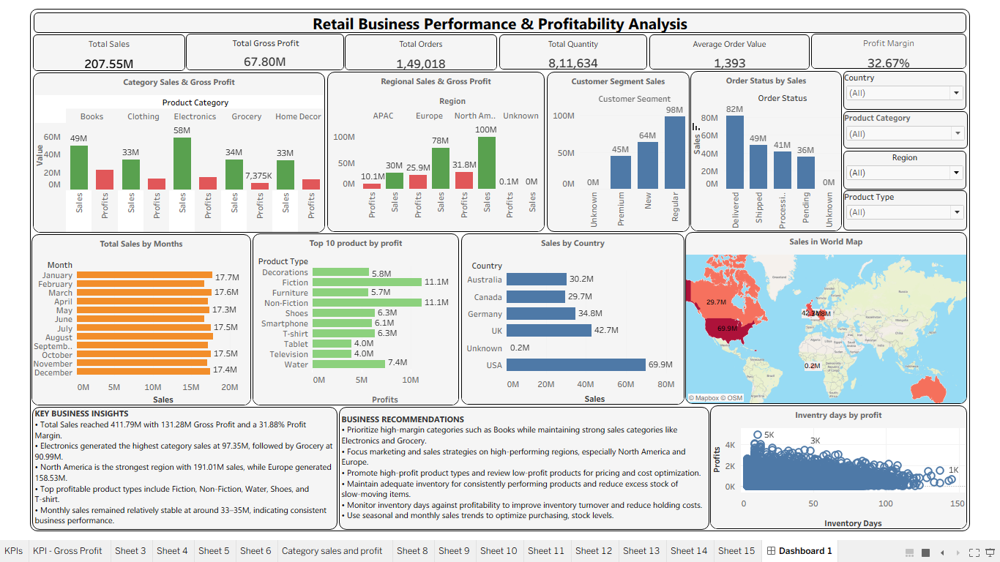 Retail Business Performance & Profitability Analysis
Total Sales
207.55M
Total Gross Profit
67.80M
Total Orders
1,49,018
Total Quantity
8,11,634
Average Order Value
1,393
Profit Margin
32.67%
Category Sales & Gross Profit
Product Category
Books Clothing Electronics Grocery Home Decor
Value
60M
40M
20M
0M
49M
33M
58M
34M
7,375K
33M
Sales Profits Sales Profits Sales Profits Sales Profits Sales Profits
Regional Sales & Gross Profit
Region
APAC Europe North Am.. Unknown
100M
50M
0M
10.1M 30M 25.9M 78M 31.8M 100M 0.1M 0M
Profits Sales Profits Sales Profits Sales Profits Sales
Customer Segment Sales
Customer Segment
100M
50M
0M
0M 45M 64M 98M
Unknown Premium New Regular
Order Status by Sales
Order Status
Sales
80M
60M
40M
20M
0M
82M 49M 41M 36M 0M
Delivered Shipped Processi.. Pending Unknown
Country
(All)
Product Category
(All)
Region
(All)
Product Type
(All)
Total Sales by Months
Month
January 17.7M
February
March 17.6M
April
May 17.3M
June
July 17.5M
August
Septemb..
October 17.5M
November
December 17.4M
0M 5M 10M 15M 20M
Sales
Top 10 product by profit
Product Type
Decorations 5.8M
Fiction 11.1M
Furniture 5.7M
Non-Fiction 11.1M
Shoes 6.3M
Smartphone 6.1M
T-shirt 6.3M
Tablet 4.0M
Television 4.0M
Water 7.4M
0M 5M 10M
Profits
Sales by Country
Country
Australia 30.2M
Canada 29.7M
Germany 34.8M
UK 42.7M
Unknown 0.2M
USA 69.9M
0M 20M 40M 60M 80M
Sales
Sales in World Map
29.7M
69.9M
0.2M
© Mapbox © OSM
KEY BUSINESS INSIGHTS
• Total Sales reached 411.79M with 131.28M Gross Profit and a 31.88% Profit
Margin.
• Electronics generated the highest category sales at 97.35M, followed by Grocery at
90.99M.
• North America is the strongest region with 191.01M sales, while Europe generated
158.53M.
• Top profitable product types include Fiction, Non-Fiction, Water, Shoes, and
T-shirt.
• Monthly sales remained relatively stable at around 33–35M, indicating consistent
business performance.
BUSINESS RECOMMENDATIONS
• Prioritize high-margin categories such as Books while maintaining strong sales categories like
Electronics and Grocery.
• Focus marketing and sales strategies on high-performing regions, especially North America and
Europe.
• Promote high-profit product types and review low-profit products for pricing and cost optimization.
• Maintain adequate inventory for consistently performing products and reduce excess stock of
slow-moving items.
• Monitor inventory days against profitability to improve inventory turnover and reduce holding costs.
• Use seasonal and monthly sales trends to optimize purchasing, stock levels.
Inventry days by profit
Profits
4K
2K
0K
5K
3K
1K
0 50 100 150
Inventory Days
KPIs KPI - Gross Profit Sheet 3 Sheet 4 Sheet 5 Sheet 6 Category sales and profit Sheet 8 Sheet 9 Sheet 10 Sheet 11 Sheet 12 Sheet 13 Sheet 14 Sheet 15 Dashboard 1